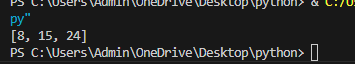 PS C:\Users\Admin\OneDrive\Desktop\python> & C:/U
py"
[8, 15, 24]
PS C:\Users\Admin\OneDrive\Desktop\python>